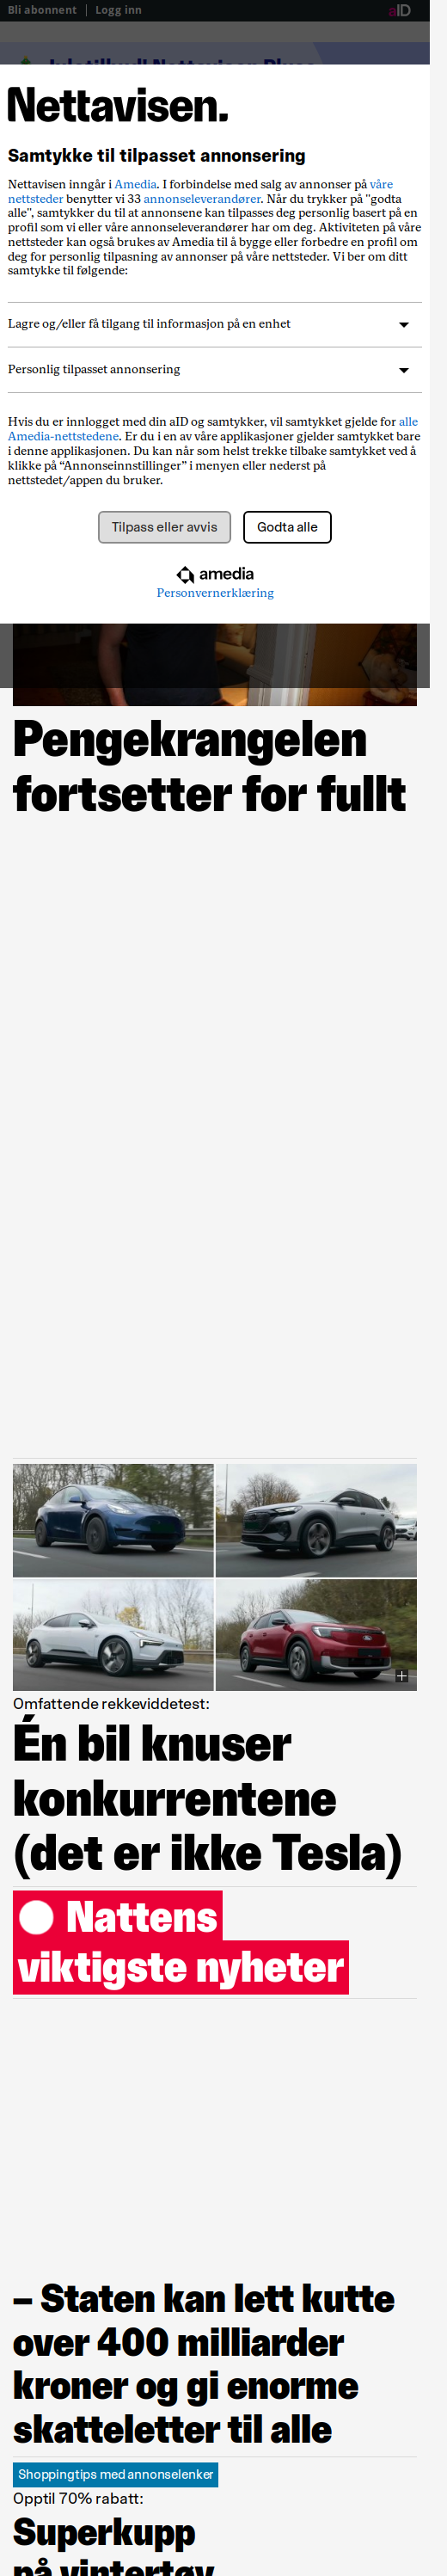 Bli abonnent | Logg inn
aID
Nettavisen.
Samtykke til tilpasset annonsering
Nettavisen inngår i Amedia. I forbindelse med salg av annonser på våre
nettsteder benytter vi 33 annonseleverandører. Når du trykker på "godta
alle", samtykker du til at annonsene kan tilpasses deg personlig basert på en
profil som vi eller våre annonseleverandører har om deg. Aktiviteten på våre
nettsteder kan også brukes av Amedia til å bygge eller forbedre en profil om
deg for personlig tilpasning av annonser på våre nettsteder. Vi ber om ditt
samtykke til følgende:
Lagre og/eller få tilgang til informasjon på en enhet
Personlig tilpasset annonsering
Hvis du er innlogget med din aID og samtykker, vil samtykket gjelde for alle
Amedia-nettstedene. Er du i en av våre applikasjoner gjelder samtykket bare
i denne applikasjonen. Du kan når som helst trekke tilbake samtykket ved å
klikke på “Annonseinnstillinger” i menyen eller nederst på
nettstedet/appen du bruker.
Tilpass eller avvis
Godta alle
amedia
Personvernerklæring
Pengekrangelen
fortsetter for fullt
Omfattende rekkeviddetest:
Én bil knuser
konkurrentene
(det er ikke Tesla)
Nattens
viktigste nyheter
– Staten kan lett kutte
over 400 milliarder
kroner og gi enorme
skatteletter til alle
Shoppingtips med annonselenker
Opptil 70% rabatt:
Superkupp
på vintertøy